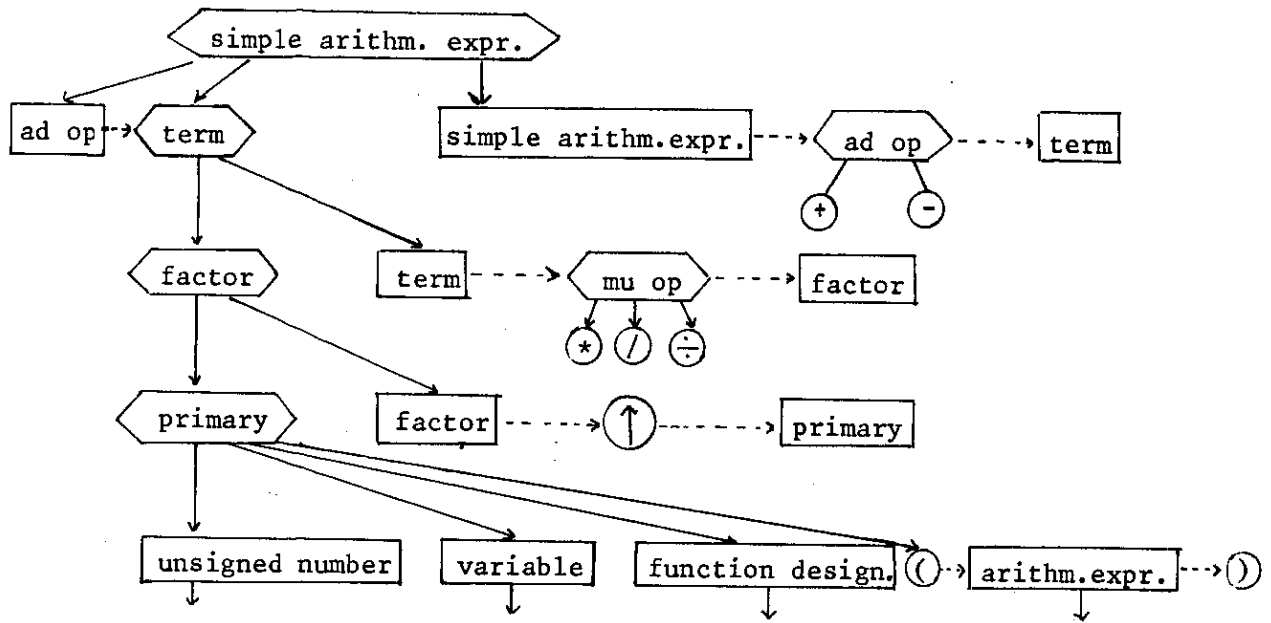 simple arithm. expr.
ad op term simple arithm.expr. ad op term
+ -
factor term mu op factor
* / ÷
primary factor ↑ primary
unsigned number variable function design. ( arithm.expr. )